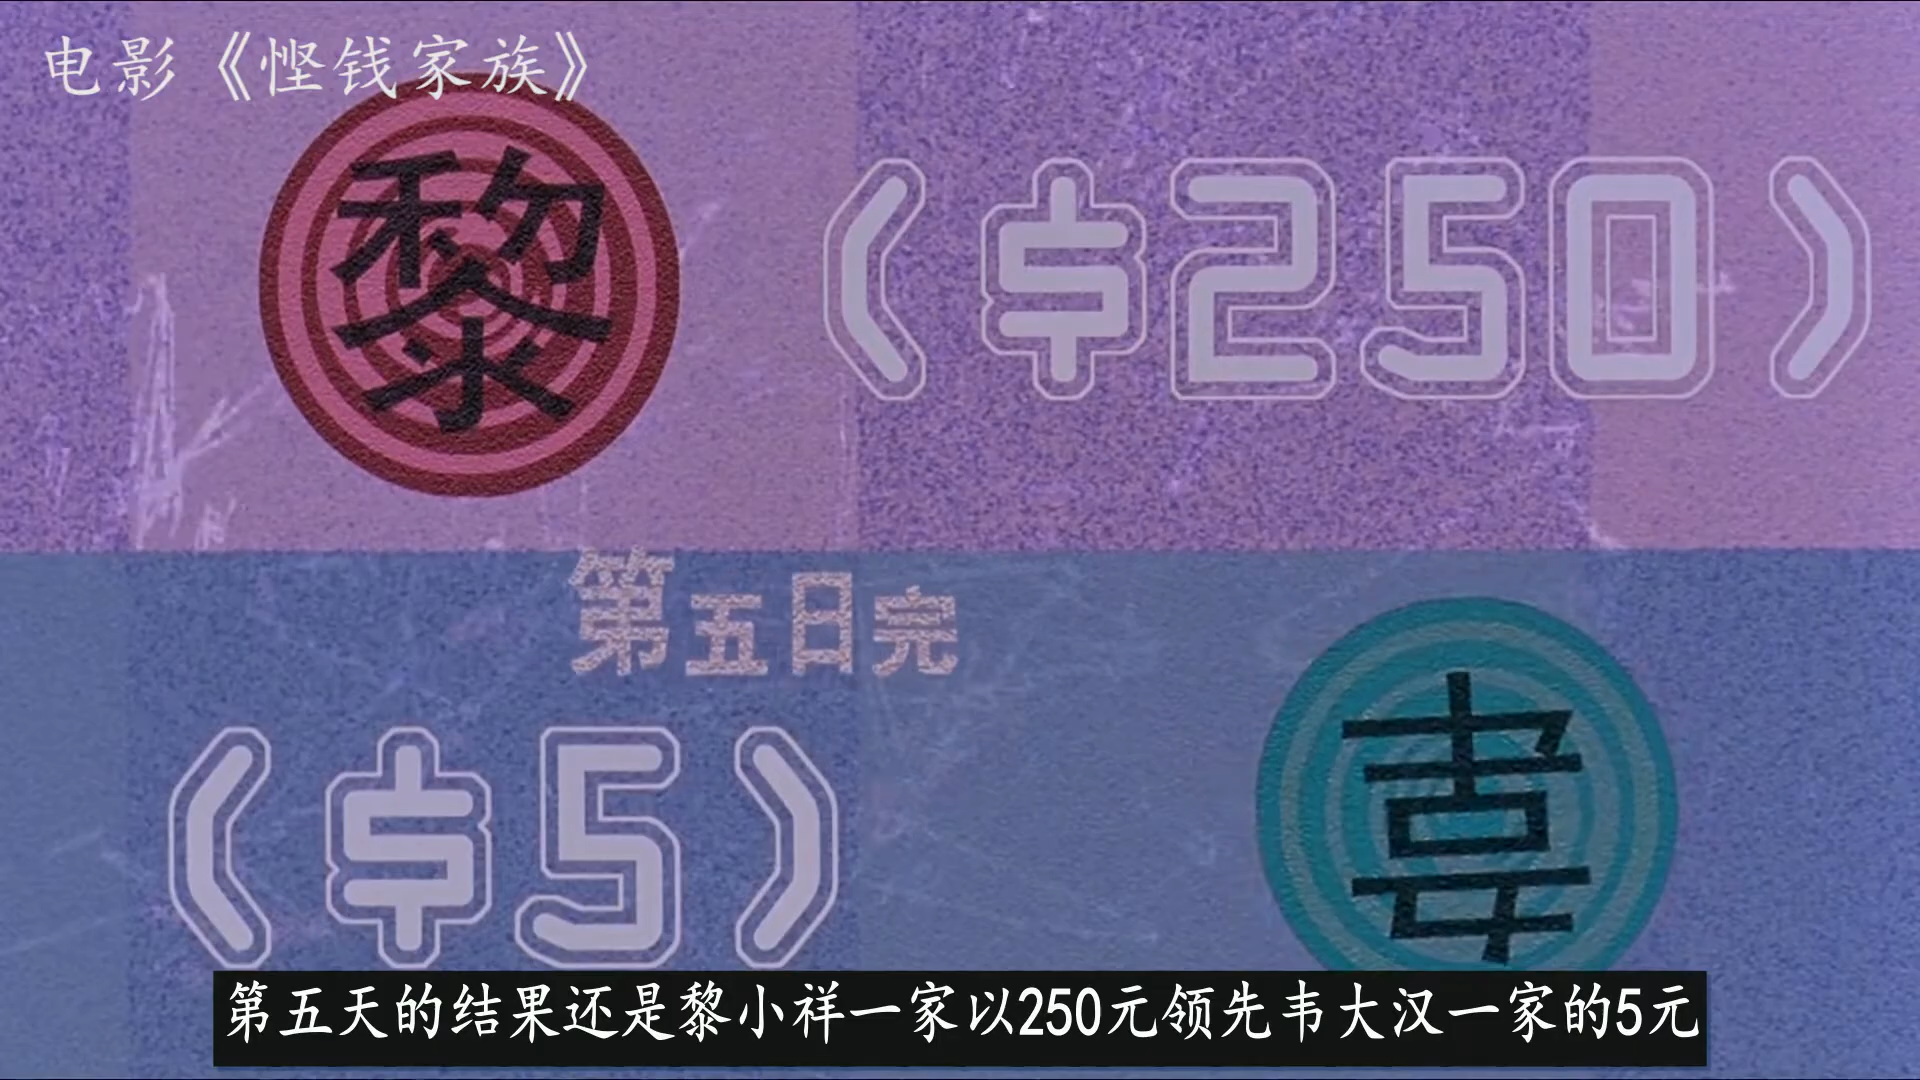 电影《悭钱家族》
黎
($250)
第五日完
($5)
韋
第五天的结果还是黎小祥一家以250元领先韦大汉一家的5元